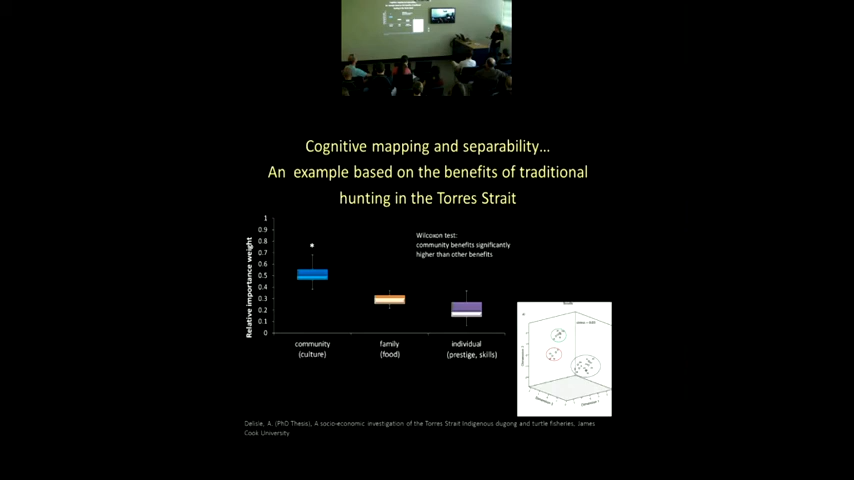 Cognitive mapping and separability...
An example based on the benefits of traditional
hunting in the Torres Strait
Relative importance weight
1
0.9
0.8
0.7
0.6
0.5
0.4
0.3
0.2
0.1
0
*
Wilcoxon test:
community benefits significantly
higher than other benefits
community
(culture)
family
(food)
individual
(prestige, skills)
Delisle, A. (PhD Thesis), A socio-economic investigation of the Torres Strait Indigenous dugong and turtle fisheries, James
Cook University